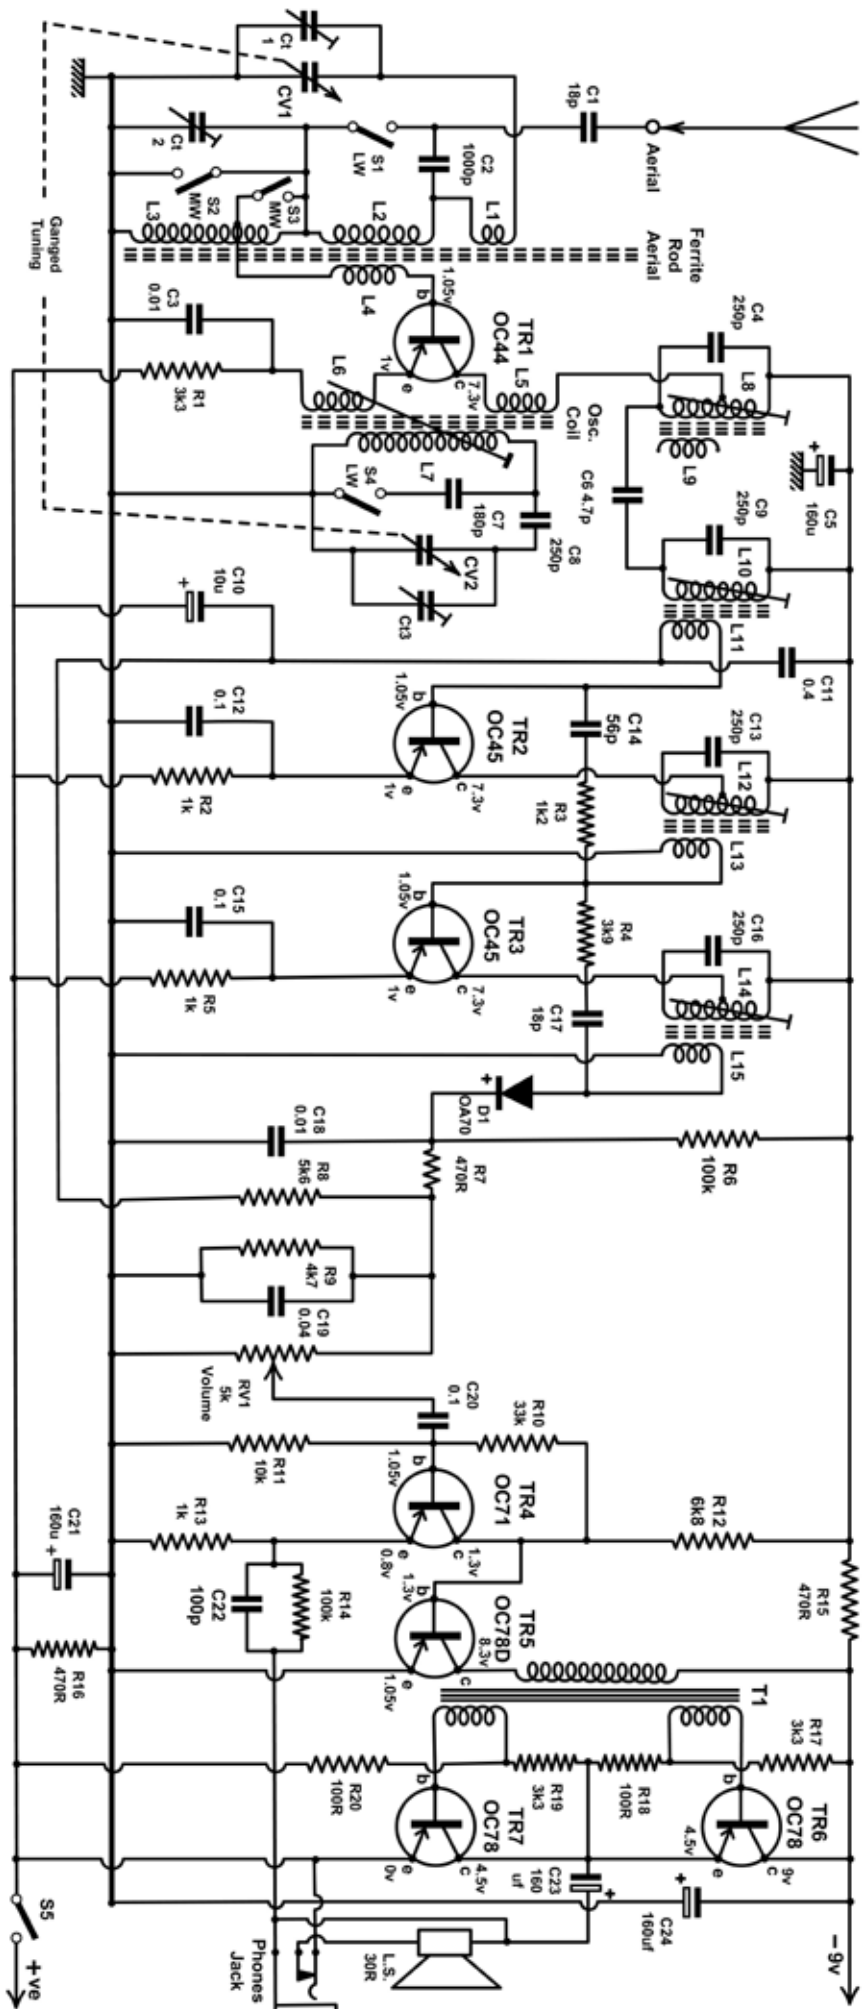 Aerial
C1
18p
Ct
1
CV1
Ct
2
S1
LW
C2
1000p
S2
MW
S3
MW
L1
L2
L3
Ganged
Tuning
Ferrite
Rod
Aerial
L4
1.05v
b
TR1
OC44
e
1v
c
7.3v
C3
0.01
R1
3k3
L5
L6
Osc.
Coil
L7
S4
LW
C7
180p
C8
250p
CV2
Ct3
C4
250p
L8
L9
C5
160u
+
C6 4.7p
C9
250p
L10
L11
C11
0.4
C10
10u
+
C12
0.1
R2
1k
1.05v
b
TR2
OC45
e
1v
c
7.3v
C14
56p
R3
1k2
C13
250p
L12
L13
C15
0.1
R5
1k
1.05v
b
TR3
OC45
e
1v
c
7.3v
R4
3k9
C17
18p
C16
250p
L14
L15
+
D1
OA70
R6
100k
C18
0.01
R7
470R
R8
5k6
R9
4k7
C19
0.04
RV1
5k
Volume
C20
0.1
R10
33k
R11
10k
1.05v
b
TR4
OC71
e
0.8v
c
1.3v
R12
6k8
R13
1k
C21
160u
+
R14
100k
C22
100p
R15
470R
R16
470R
1.3v
b
TR5
OC78D
8.3v
c
e
1.05v
T1
R17
3k3
R18
100R
R19
3k3
R20
100R
b
TR6
OC78
e
4.5v
c
9v
b
TR7
OC78
e
0v
c
4.5v
C23
160
uf
+
C24
160uf
+
L.S.
30R
Phones
Jack
S5
+ve
−9v